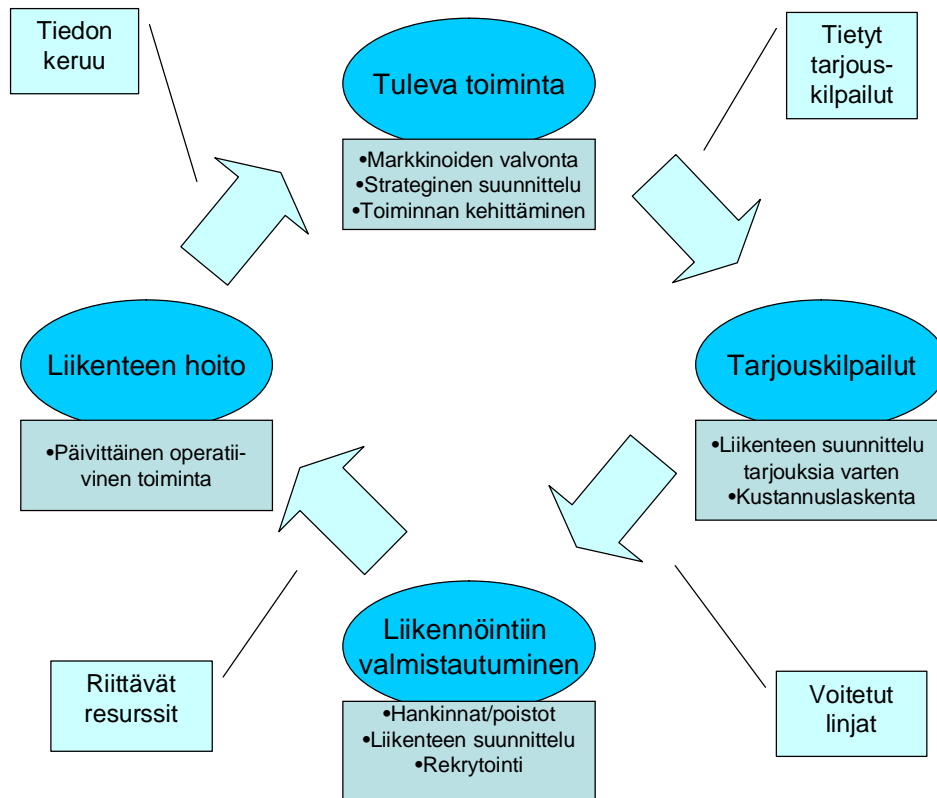 Tiedon
keruu
Tuleva toiminta
•Markkinoiden valvonta
•Strateginen suunnittelu
•Toiminnan kehittäminen
Tietyt
tarjous-
kilpailut
Liikenteen hoito
•Päivittäinen operatii-
vinen toiminta
Tarjouskilpailut
•Liikenteen suunnittelu
tarjouksia varten
•Kustannuslaskenta
Riittävät
resurssit
Liikennöintiin
valmistautuminen
•Hankinnat/poistot
•Liikenteen suunnittelu
•Rekrytointi
Voitetut
linjat